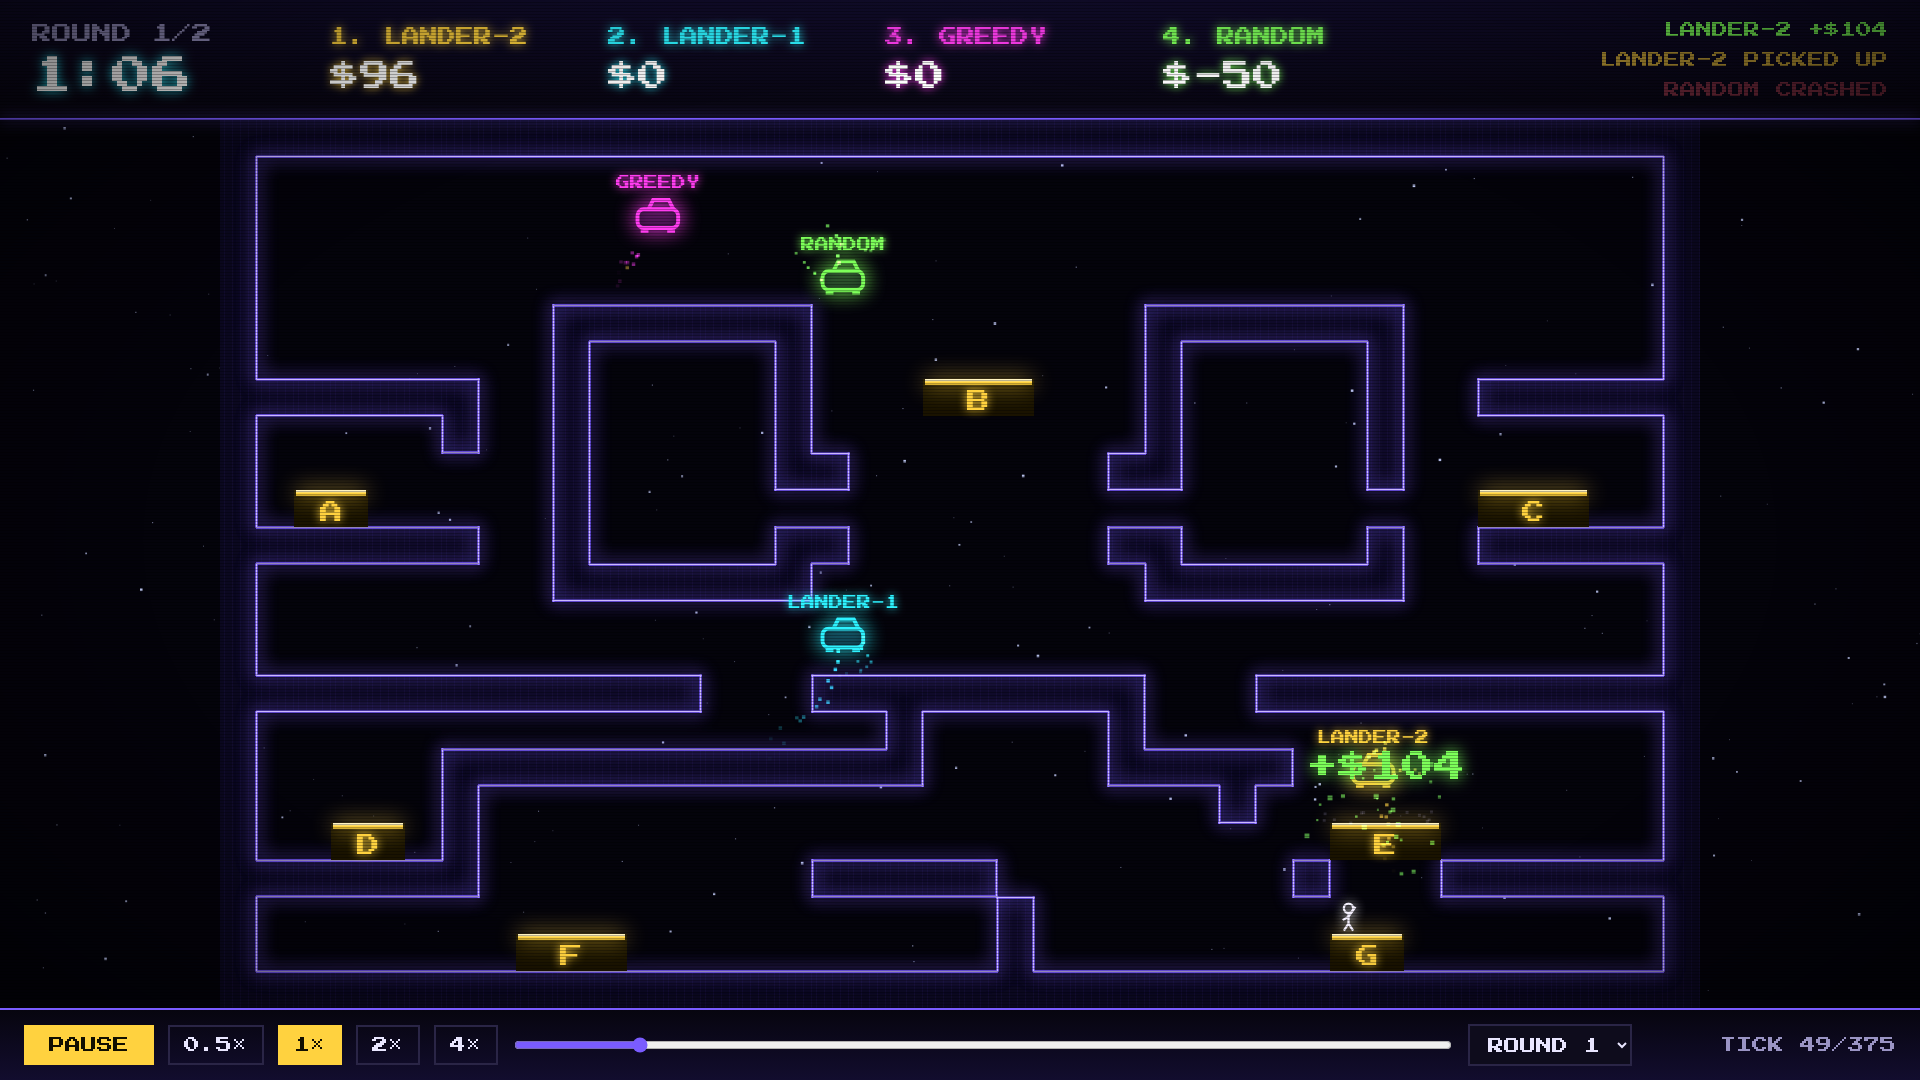 ROUND 1/2
1:06
1. LANDER-2
$96
2. LANDER-1
$0
3. GREEDY
$0
4. RANDOM
$-50
LANDER-2 +$104
LANDER-2 PICKED UP
RANDOM CRASHED
GREEDY
RANDOM
B
A
C
LANDER-1
LANDER-2
+$104
D
E
F
G
PAUSE
0.5×
1×
2×
4×
ROUND 1
TICK 49/375